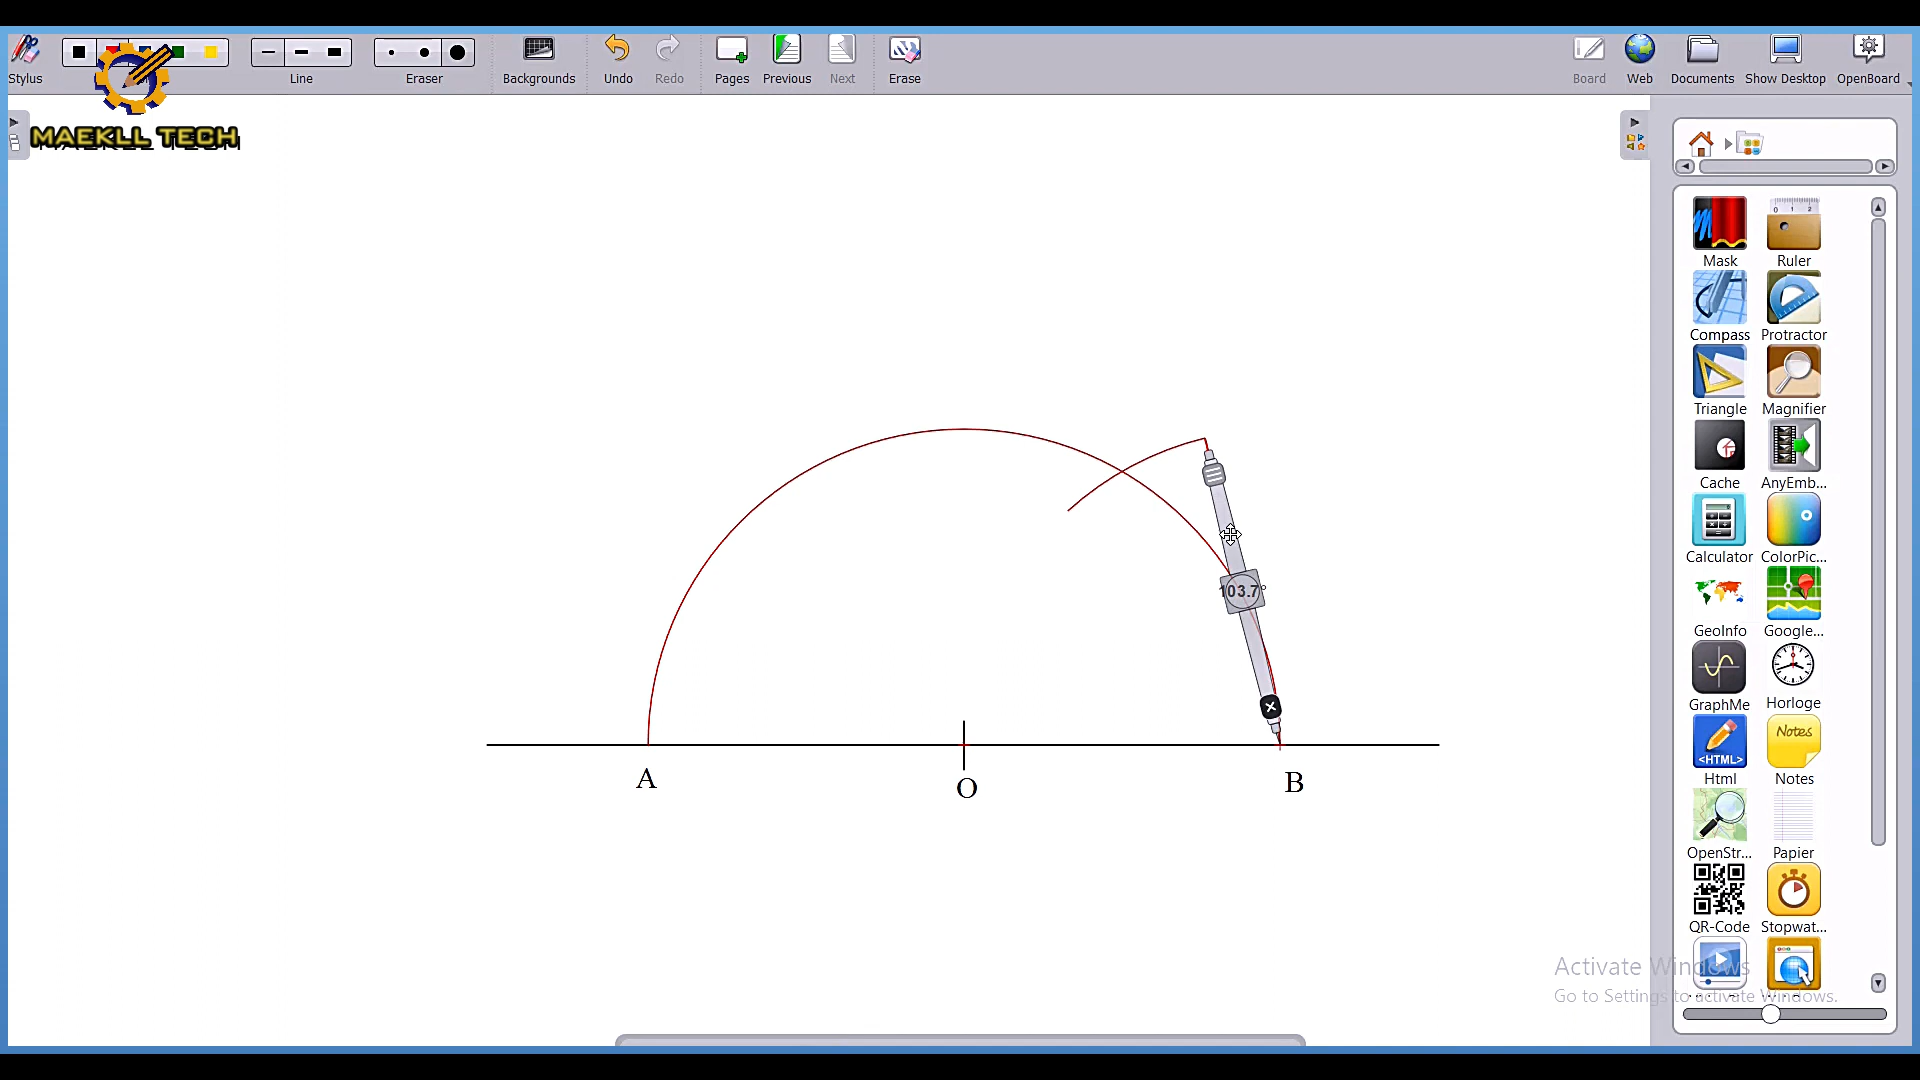 Stylus
Line
Eraser
Backgrounds
Undo
Redo
Pages
Previous
Next
Erase
Board
Web
Documents
Show Desktop
OpenBoard
MAEKLL TECH
Mask
Ruler
Compass
Protractor
Triangle
Magnifier
Cache
AnyEmb...
Calculator
ColorPic...
GeoInfo
Google...
GraphMe
Horloge
<HTML>
Notes
Html
Notes
OpenStr...
Papier
QR-Code
Stopwat...
103.7°
A
O
B
Activate Windows
Go to Settings to activate Windows.